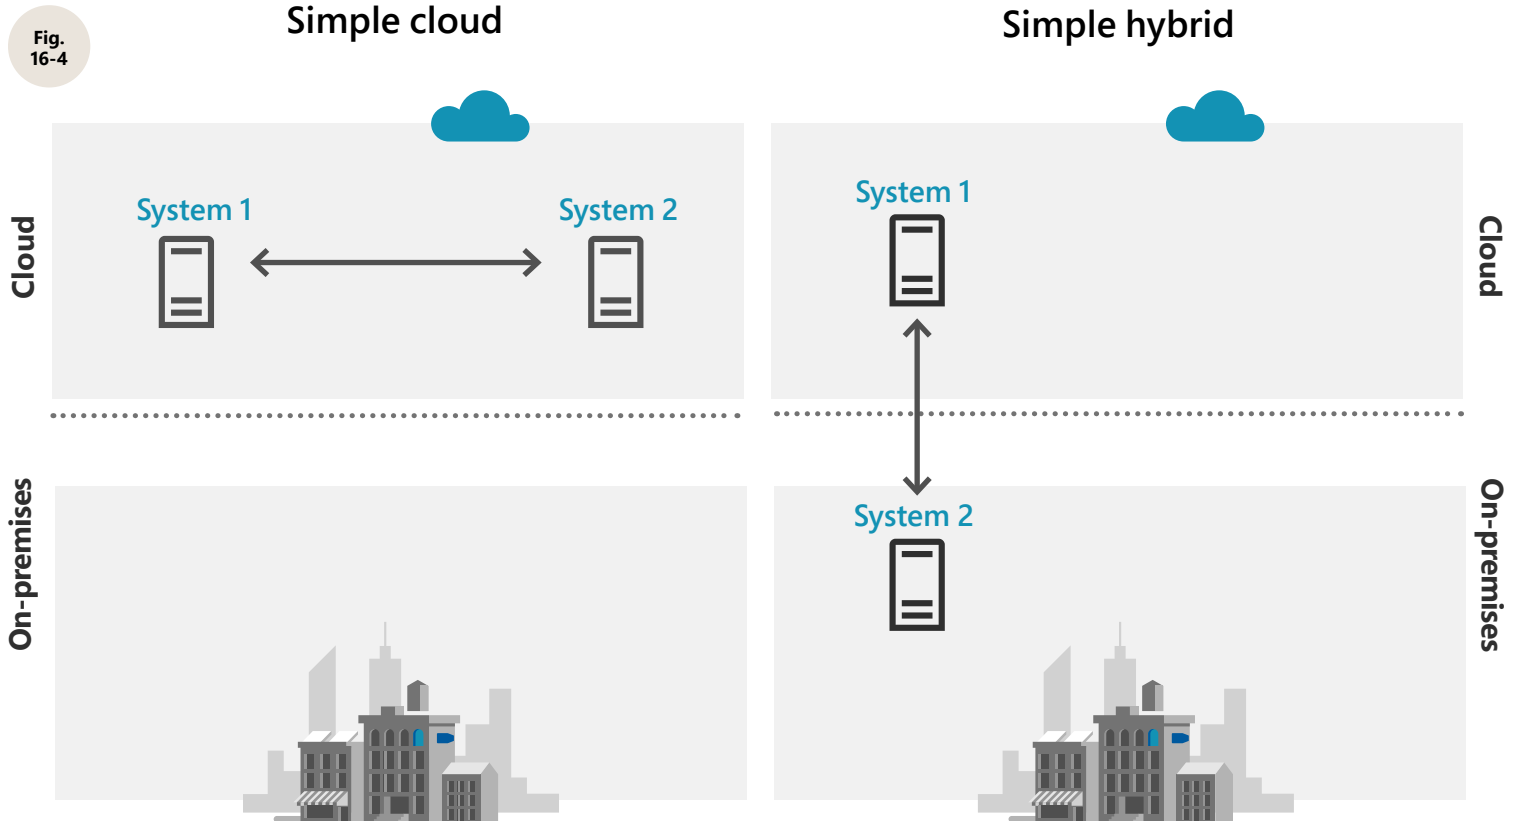 Fig.
16-4
Simple cloud
Simple hybrid
Cloud
System 1
System 2
On-premises
System 1
Cloud
System 2
On-premises